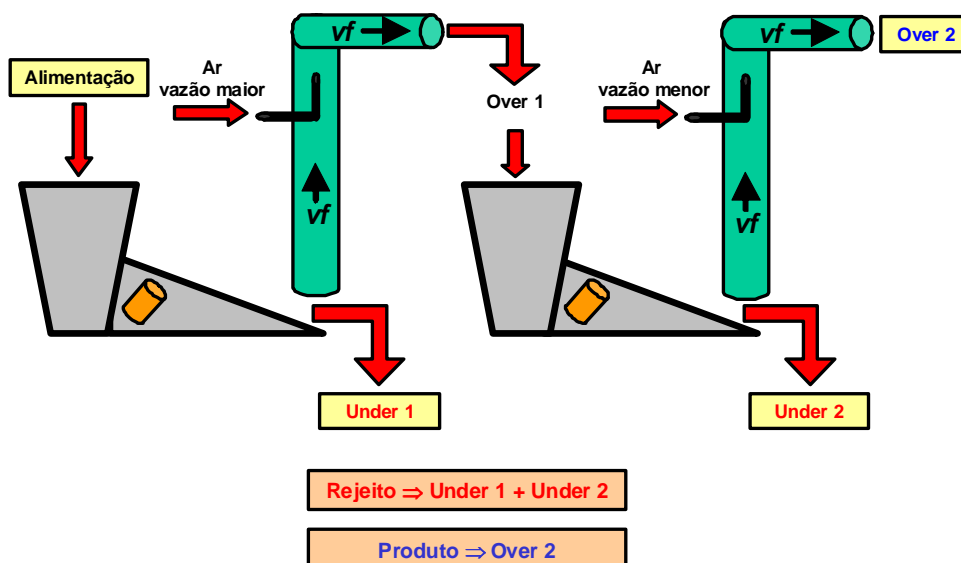 vf
vf
Over 2
Alimentação
Ar
vazão maior
Over 1
Ar
vazão menor
vf
vf
Under 1
Under 2
Rejeito ⇒ Under 1 + Under 2
Produto ⇒ Over 2